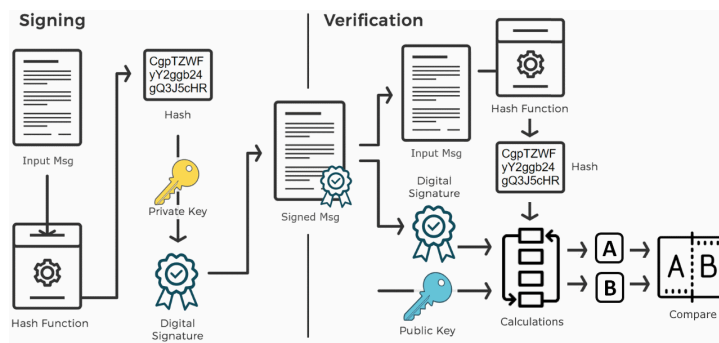 Signing
Input Msg
Hash Function
CgpTZWF
yY2ggb24
gQ3J5cHR
Hash
Private Key
Digital
Signature
Signed Msg
Verification
Input Msg
Hash Function
CgpTZWF
yY2ggb24
gQ3J5cHR
Hash
Digital
Signature
Public Key
Calculations
A
B
A
B
Compare